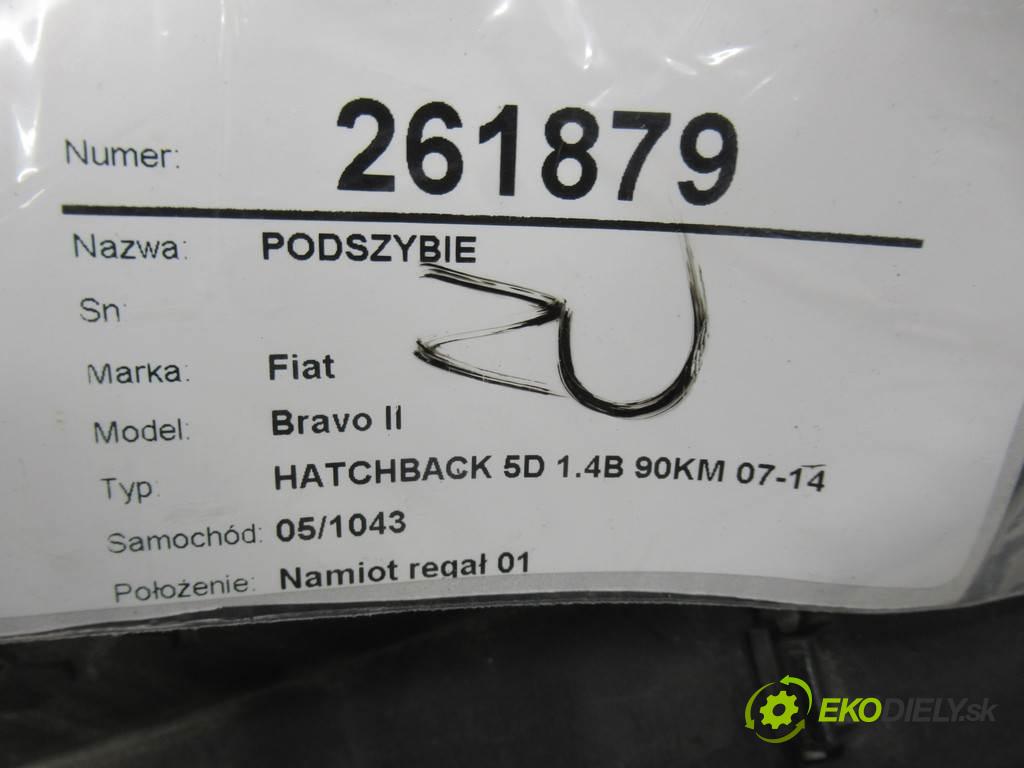 Numer: 261879
Nazwa: PODSZYBIE
Sn:
Marka: Fiat
Model: Bravo II
Typ: HATCHBACK 5D 1.4B 90KM 07-14
Samochód: 05/1043
Położenie: Namiot regał 01
EKODIELY.sk